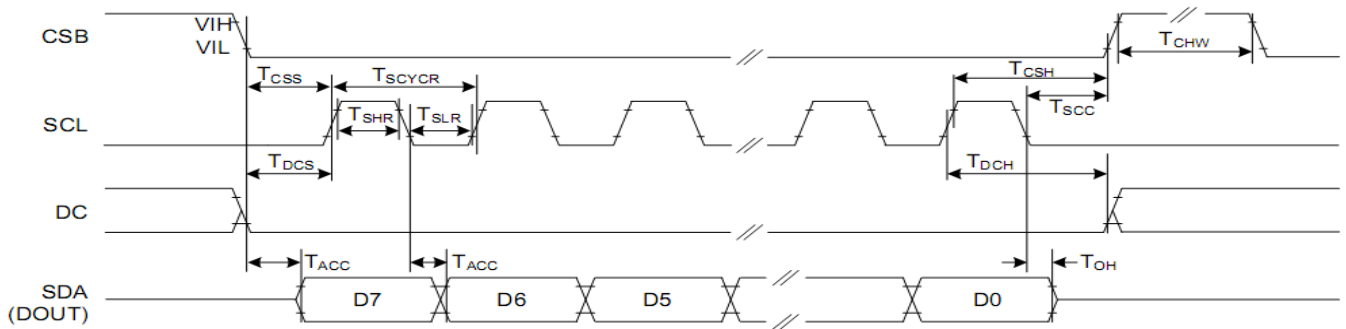 CSB
VIH
VIL
TCHW
TCSS
TSCYCR
TCSH
SCL
TSHR
TSLR
TSCC
TDCS
TDCH
DC
TACC
TACC
TOH
SDA
(DOUT)
D7
D6
D5
D0